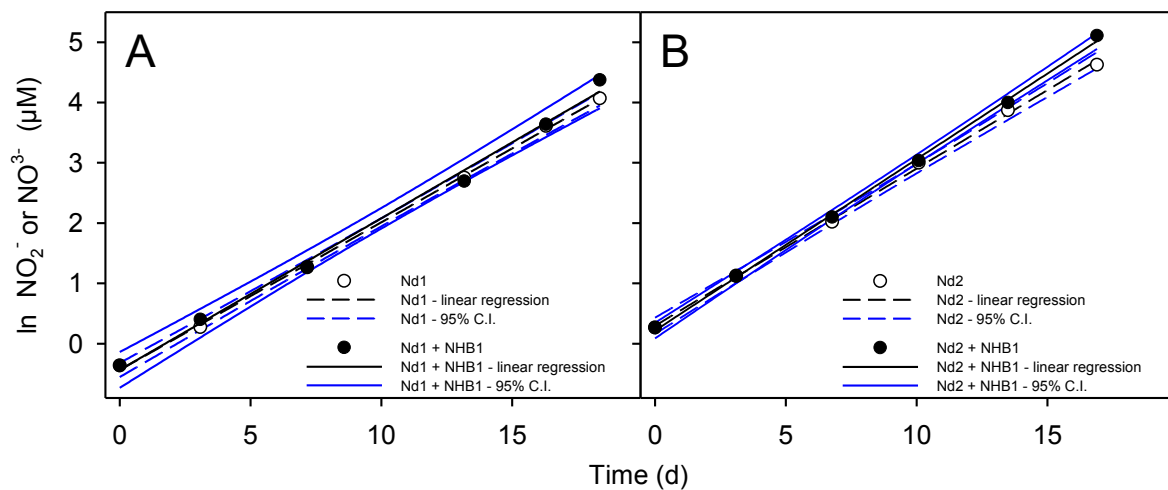 A
B
ln NO₂⁻ or NO³⁻ (µM)
5
4
3
2
1
0
Nd1
Nd1 - linear regression
Nd1 - 95% C.I.
Nd1 + NHB1
Nd1 + NHB1 - linear regression
Nd1 + NHB1 - 95% C.I.
Nd2
Nd2 - linear regression
Nd2 - 95% C.I.
Nd2 + NHB1
Nd2 + NHB1 - linear regression
Nd2 + NHB1 - 95% C.I.
0 5 10 15 0 5 10 15
Time (d)